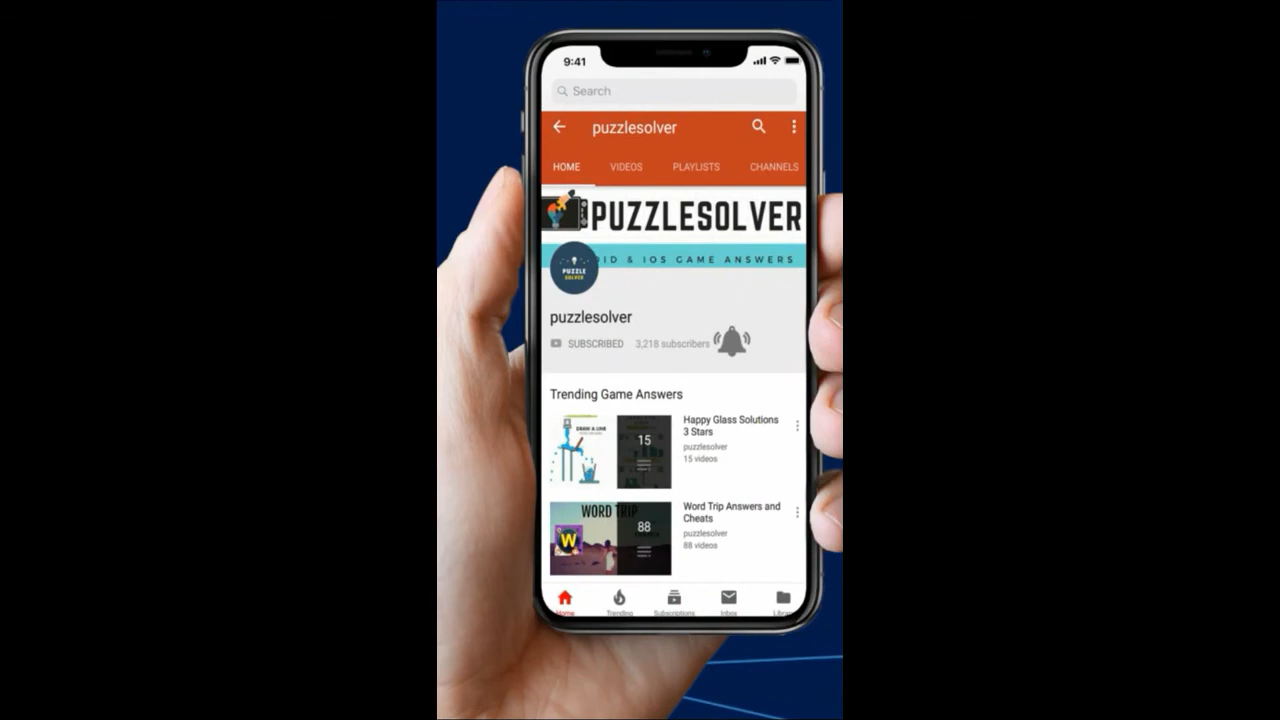 9:41
Search
puzzlesolver
HOME VIDEOS PLAYLISTS CHANNELS
PUZZLESOLVER
ID & IOS GAME ANSWERS
PUZZLE
SOLVER
puzzlesolver
SUBSCRIBED 3,218 subscribers
Trending Game Answers
DRAW A LINE
15
Happy Glass Solutions
3 Stars
puzzlesolver
15 videos
WORD TRIP
W
88
Word Trip Answers and
Cheats
puzzlesolver
88 videos
Home Trending Subscriptions Inbox